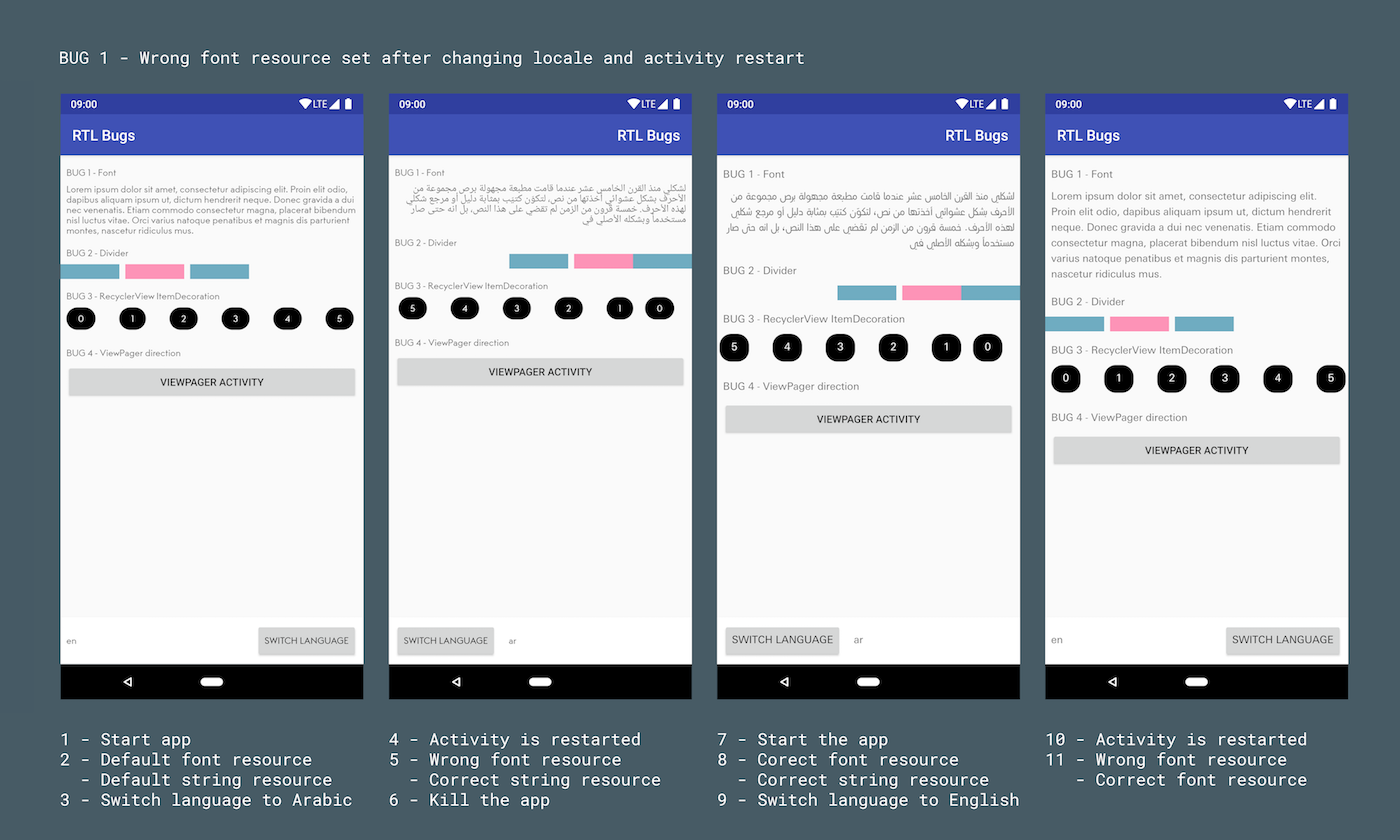 BUG 1 - Wrong font resource set after changing locale and activity restart
09:00
LTE
RTL Bugs
BUG 1 - Font
Lorem ipsum dolor sit amet, consectetur adipiscing elit. Proin elit odio,
dapibus aliquam ipsum ut, dictum hendrerit neque. Donec gravida a dui
nec venenatis. Etiam commodo consectetur magna, placerat bibendum
nisl luctus vitae. Orci varius natoque penatibus et magnis dis parturient
montes, nascetur ridiculus mus.
BUG 2 - Divider
BUG 3 - RecyclerView ItemDecoration
0 1 2 3 4 5
BUG 4 - ViewPager direction
VIEWPAGER ACTIVITY
en
SWITCH LANGUAGE
1 - Start app
2 - Default font resource
- Default string resource
3 - Switch language to Arabic
09:00
LTE
RTL Bugs
BUG 1 - Font
لشكلي منذ القرن الخامس عشر عندما قامت مطبعة مجهولة برص مجموعة من
الأحرف بشكل عشوائي أخذتها من نص، لتكوّن كتيّب بمثابة دليل أو مرجع شكلي
لهذه الأحرف. خمسة قرون من الزمن لم تقضي على هذا النص، بل انه حتى صار
مستخدماً وبشكله الأصلي في
BUG 2 - Divider
BUG 3 - RecyclerView ItemDecoration
5 4 3 2 1 0
BUG 4 - ViewPager direction
VIEWPAGER ACTIVITY
SWITCH LANGUAGE
ar
4 - Activity is restarted
5 - Wrong font resource
- Correct string resource
6 - Kill the app
09:00
LTE
RTL Bugs
BUG 1 - Font
لشكلي منذ القرن الخامس عشر عندما قامت مطبعة مجهولة برص مجموعة من
الأحرف بشكل عشوائي أخذتها من نص، لتكوّن كتيّب بمثابة دليل أو مرجع شكلي
لهذه الأحرف. خمسة قرون من الزمن لم تقضي على هذا النص، بل انه حتى صار
مستخدماً وبشكله الأصلي في
BUG 2 - Divider
BUG 3 - RecyclerView ItemDecoration
5 4 3 2 1 0
BUG 4 - ViewPager direction
VIEWPAGER ACTIVITY
SWITCH LANGUAGE
ar
7 - Start the app
8 - Corect font resource
- Correct string resource
9 - Switch language to English
09:00
LTE
RTL Bugs
BUG 1 - Font
Lorem ipsum dolor sit amet, consectetur adipiscing elit.
Proin elit odio, dapibus aliquam ipsum ut, dictum hendrerit
neque. Donec gravida a dui nec venenatis. Etiam commodo
consectetur magna, placerat bibendum nisl luctus vitae. Orci
varius natoque penatibus et magnis dis parturient montes,
nascetur ridiculus mus.
BUG 2 - Divider
BUG 3 - RecyclerView ItemDecoration
0 1 2 3 4 5
BUG 4 - ViewPager direction
VIEWPAGER ACTIVITY
en
SWITCH LANGUAGE
10 - Activity is restarted
11 - Wrong font resource
- Correct font resource